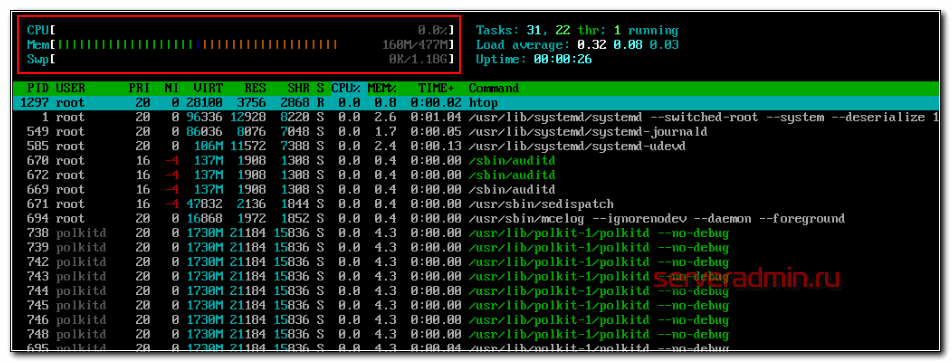 CPU[ 0.0%] Tasks: 31, 22 thr; 1 running
Mem[||||||||||||||||||||||||||||||||||||||| 160M/477M] Load average: 0.32 0.08 0.03
Swp[ 0K/1.18G] Uptime: 00:00:26
PID USER PRI NI VIRT RES SHR S CPU% MEM% TIME+ Command
1297 root 20 0 28100 3756 2868 R 0.0 0.8 0:00.02 htop
1 root 20 0 96336 12928 8220 S 0.0 2.6 0:01.04 /usr/lib/systemd/systemd --switched-root --system --deserialize 1
549 root 20 0 86036 8076 7048 S 0.0 1.7 0:00.05 /usr/lib/systemd/systemd-journald
585 root 20 0 106M 11572 7388 S 0.0 2.4 0:00.13 /usr/lib/systemd/systemd-udevd
670 root 16 -4 137M 1908 1308 S 0.0 0.4 0:00.00 /sbin/auditd
672 root 16 -4 137M 1908 1308 S 0.0 0.4 0:00.00 /sbin/auditd
669 root 16 -4 137M 1908 1308 S 0.0 0.4 0:00.00 /sbin/auditd
671 root 16 -4 47832 2136 1844 S 0.0 0.4 0:00.00 /usr/sbin/sedispatch
694 root 20 0 16868 1972 1852 S 0.0 0.4 0:00.00 /usr/sbin/mcelog --ignorenodev --daemon --foreground
738 polkitd 20 0 1730M 21184 15836 S 0.0 4.3 0:00.00 /usr/lib/polkit-1/polkitd --no-debug
739 polkitd 20 0 1730M 21184 15836 S 0.0 4.3 0:00.00 /usr/lib/polkit-1/polkitd --no-debug
742 polkitd 20 0 1730M 21184 15836 S 0.0 4.3 0:00.00 /usr/lib/polkit-1/polkitd --no-debug
743 polkitd 20 0 1730M 21184 15836 S 0.0 4.3 0:00.00 /usr/lib/polkit-1/polkitd --no-debug
serveradmin.ru
744 polkitd 20 0 1730M 21184 15836 S 0.0 4.3 0:00.00 /usr/lib/polkit-1/polkitd --no-debug
745 polkitd 20 0 1730M 21184 15836 S 0.0 4.3 0:00.00 /usr/lib/polkit-1/polkitd --no-debug
746 polkitd 20 0 1730M 21184 15836 S 0.0 4.3 0:00.00 /usr/lib/polkit-1/polkitd --no-debug
748 polkitd 20 0 1730M 21184 15836 S 0.0 4.3 0:00.00 /usr/lib/polkit-1/polkitd --no-debug
695 polkitd 20 0 1730M 21184 15836 S 0.0 4.3 0:00.04 /usr/lib/polkit-1/polkitd --no-debug